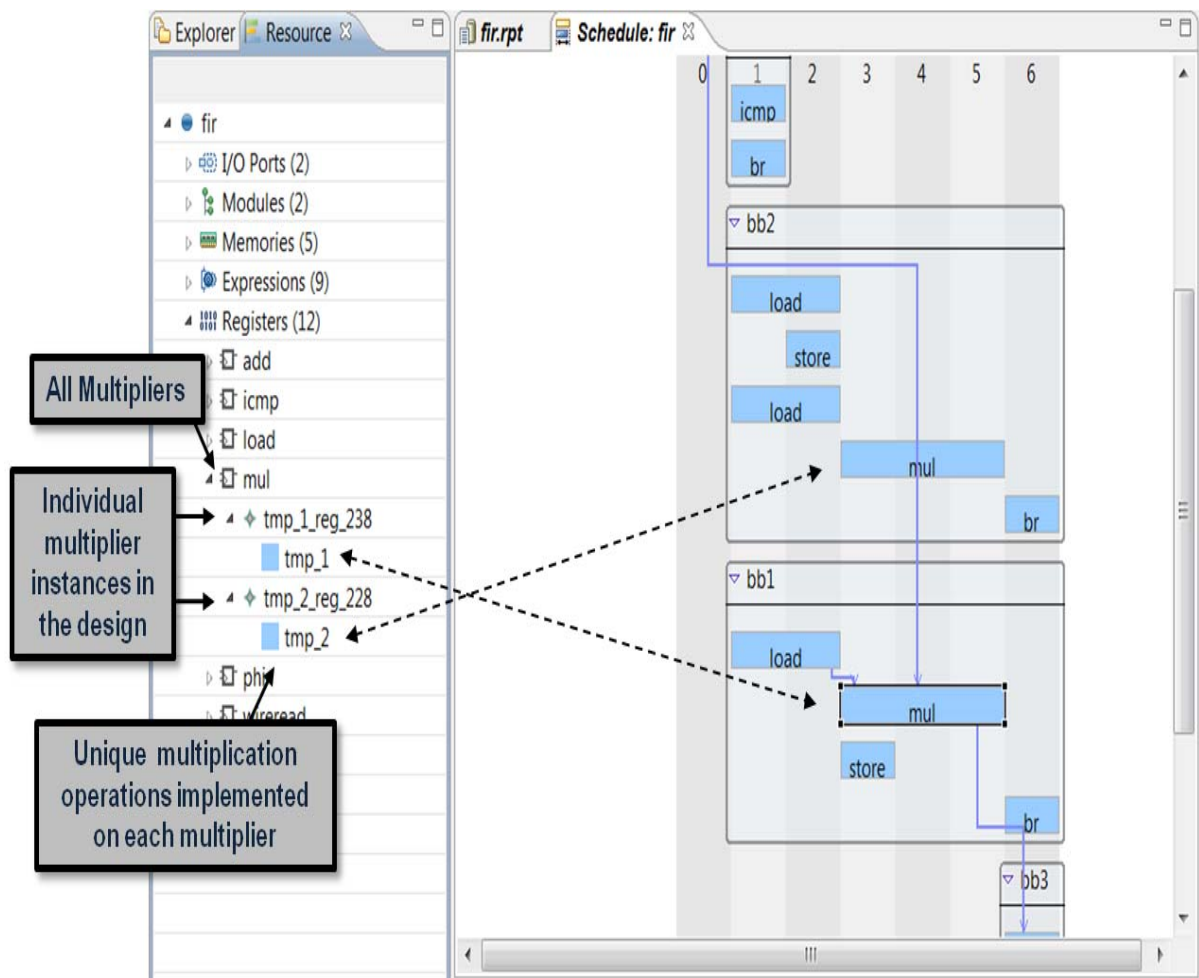 Explorer Resource
fir
I/O Ports (2)
Modules (2)
Memories (5)
Expressions (9)
Registers (12)
add
icmp
load
mul
tmp_1_reg_238
tmp_1
tmp_2_reg_228
tmp_2
phi
wireread
All Multipliers
Individual
multiplier
instances in
the design
Unique multiplication
operations implemented
on each multiplier
fir.rpt Schedule: fir
0 1 2 3 4 5 6
icmp
br
bb2
load
store
load
mul
br
bb1
load
mul
store
br
bb3